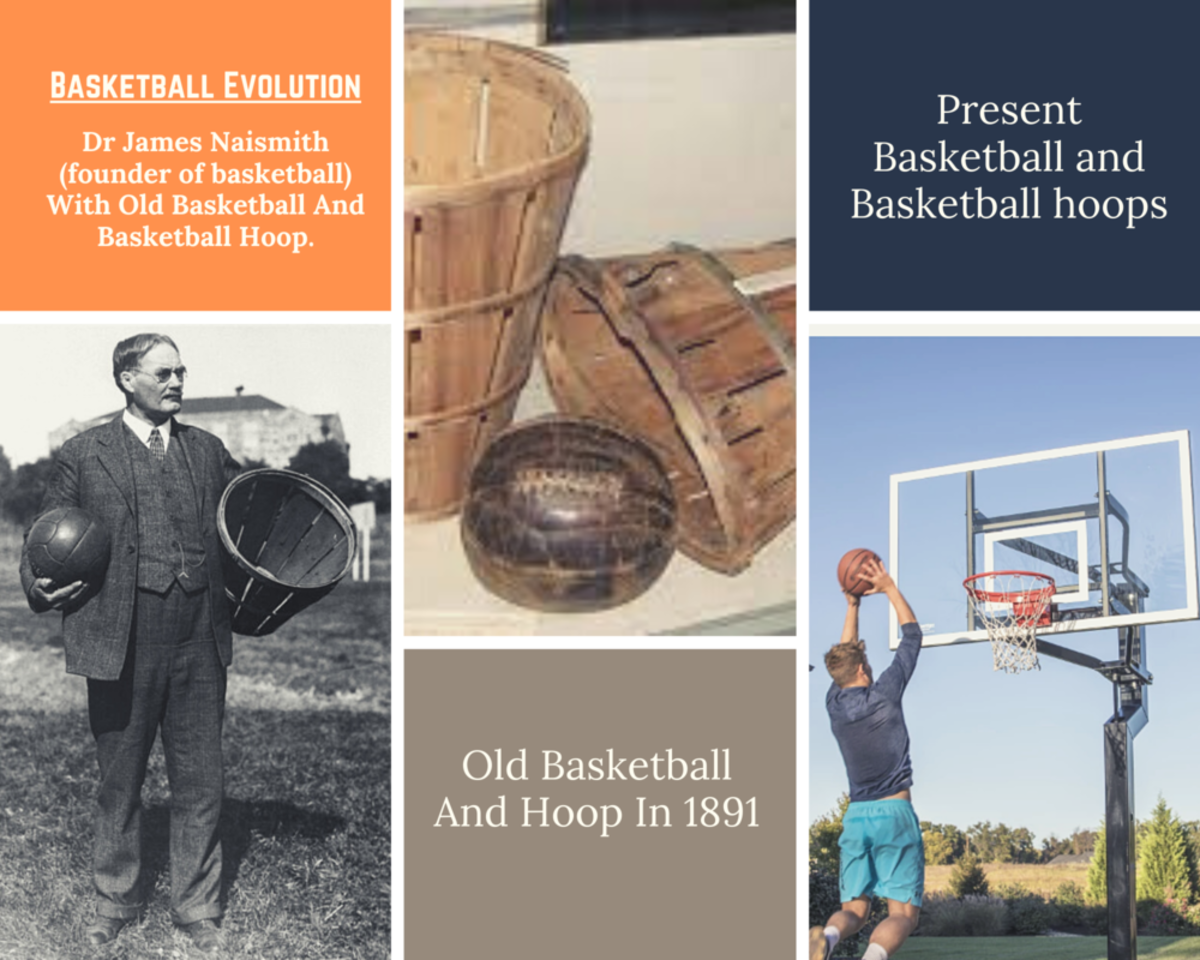 Basketball Evolution
Dr James Naismith
(founder of basketball)
With Old Basketball And
Basketball Hoop.
Old Basketball
And Hoop In 1891
Present
Basketball and
Basketball hoops